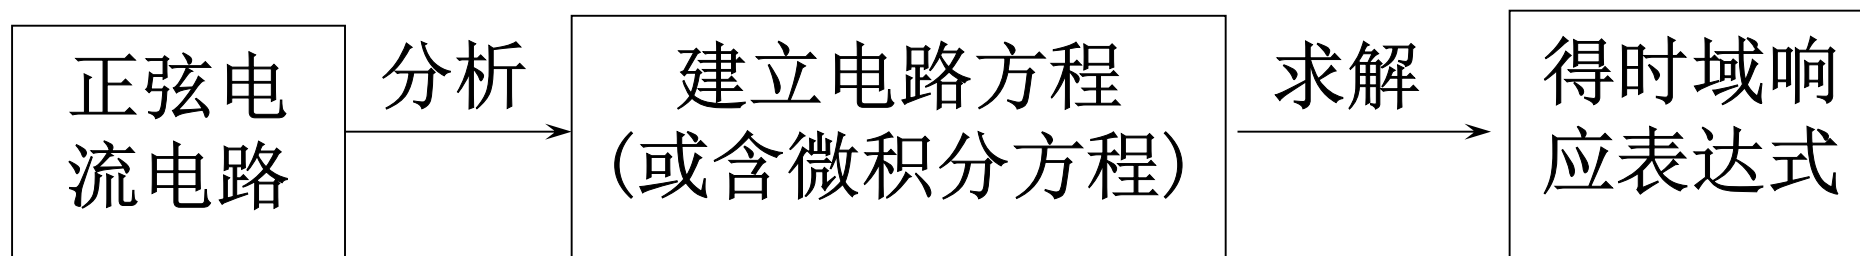 正弦电
流电路
分析
建立电路方程
(或含微积分方程)
求解
得时域响
应表达式